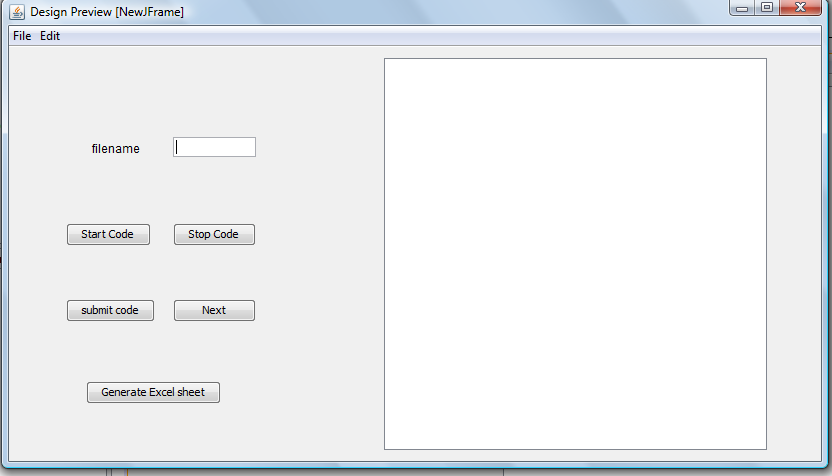 Design Preview [NewJFrame]
File Edit
filename
Start Code Stop Code
submit code Next
Generate Excel sheet